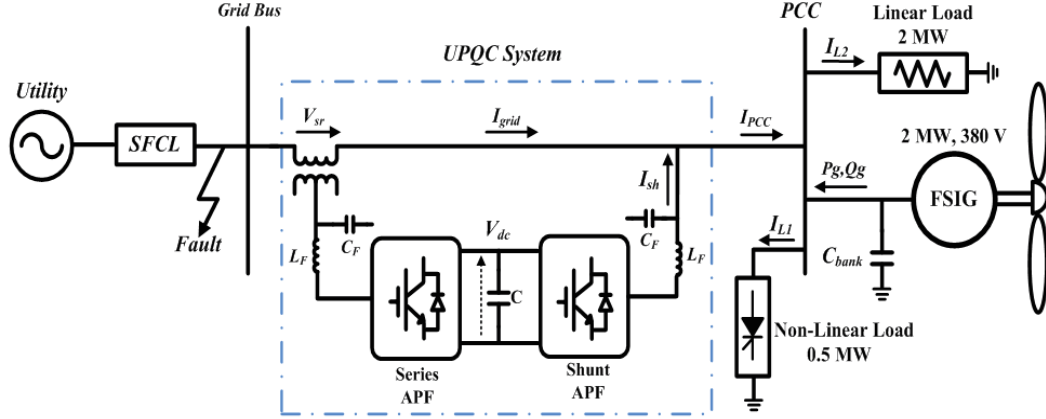 Grid Bus
PCC
Linear Load
2 MW
UPQC System
I_L2
Utility
V_sr
I_grid
I_PCC
2 MW, 380 V
SFCL
I_sh
Pg,Qg
FSIG
Fault
C_F
V_dc
C_F
I_L1
L_F
L_F
C_bank
C
Non-Linear Load
0.5 MW
Series
APF
Shunt
APF